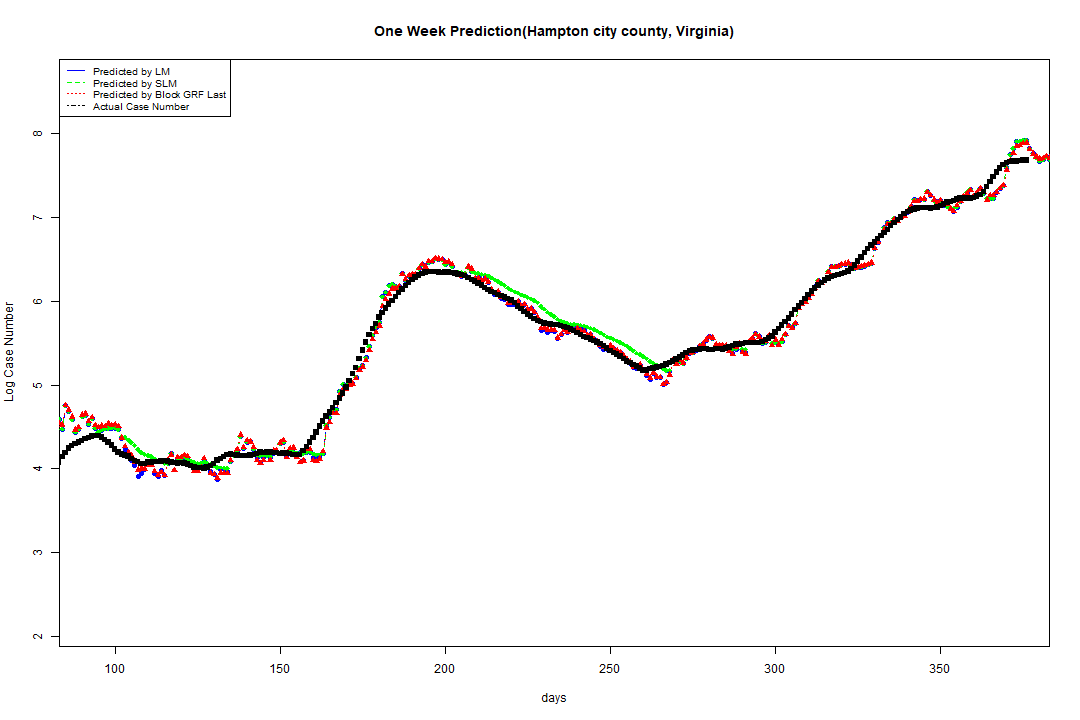 One Week Prediction(Hampton city county, Virginia)
Predicted by LM
Predicted by SLM
Predicted by Block GRF Last
Actual Case Number
8
7
6
5
4
3
2
Log Case Number
100 150 200 250 300 350
days